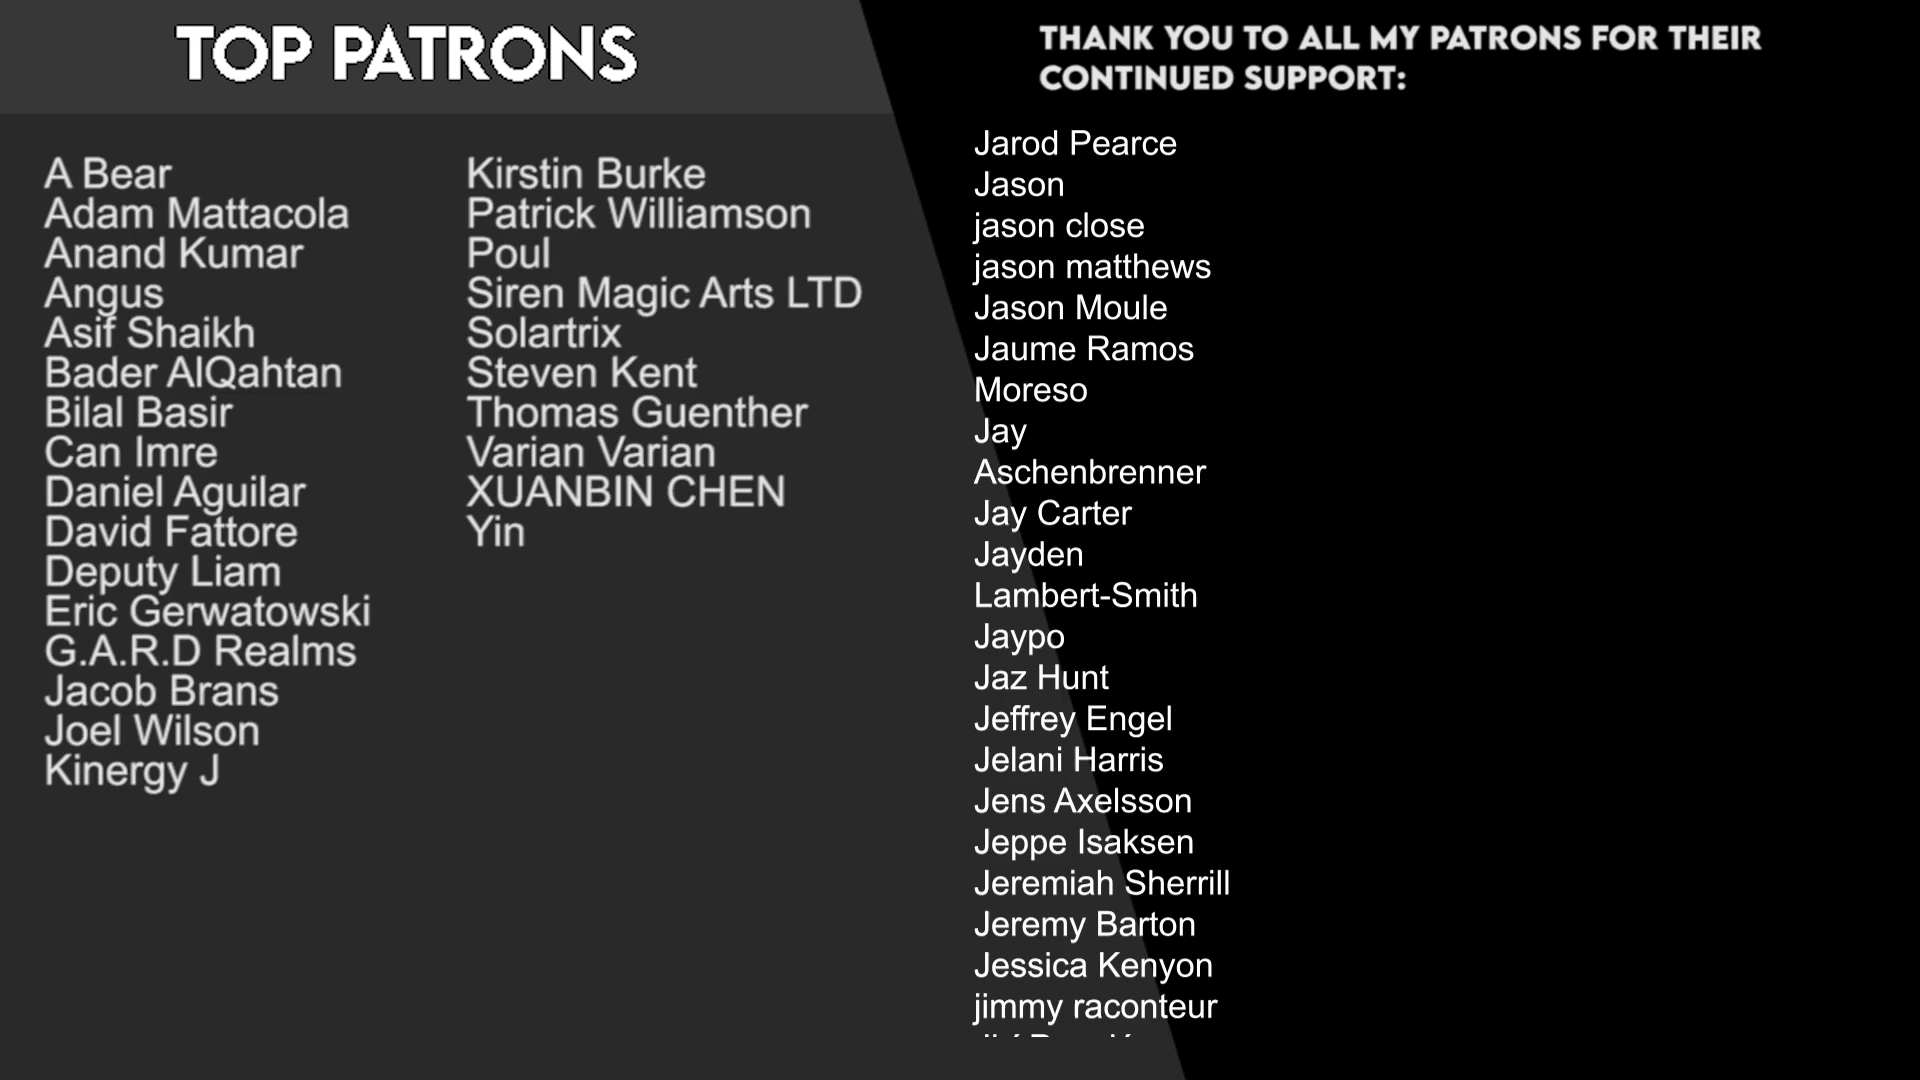 TOP PATRONS
A Bear
Adam Mattacola
Anand Kumar
Angus
Asif Shaikh
Bader AlQahtan
Bilal Basir
Can Imre
Daniel Aguilar
David Fattore
Deputy Liam
Eric Gerwatowski
G.A.R.D Realms
Jacob Brans
Joel Wilson
Kinergy J
Kirstin Burke
Patrick Williamson
Poul
Siren Magic Arts LTD
Solartrix
Steven Kent
Thomas Guenther
Varian Varian
XUANBIN CHEN
Yin
THANK YOU TO ALL MY PATRONS FOR THEIR
CONTINUED SUPPORT:
Jarod Pearce
Jason
jason close
jason matthews
Jason Moule
Jaume Ramos
Moreso
Jay
Aschenbrenner
Jay Carter
Jayden
Lambert-Smith
Jaypo
Jaz Hunt
Jeffrey Engel
Jelani Harris
Jens Axelsson
Jeppe Isaksen
Jeremiah Sherrill
Jeremy Barton
Jessica Kenyon
jimmy raconteur